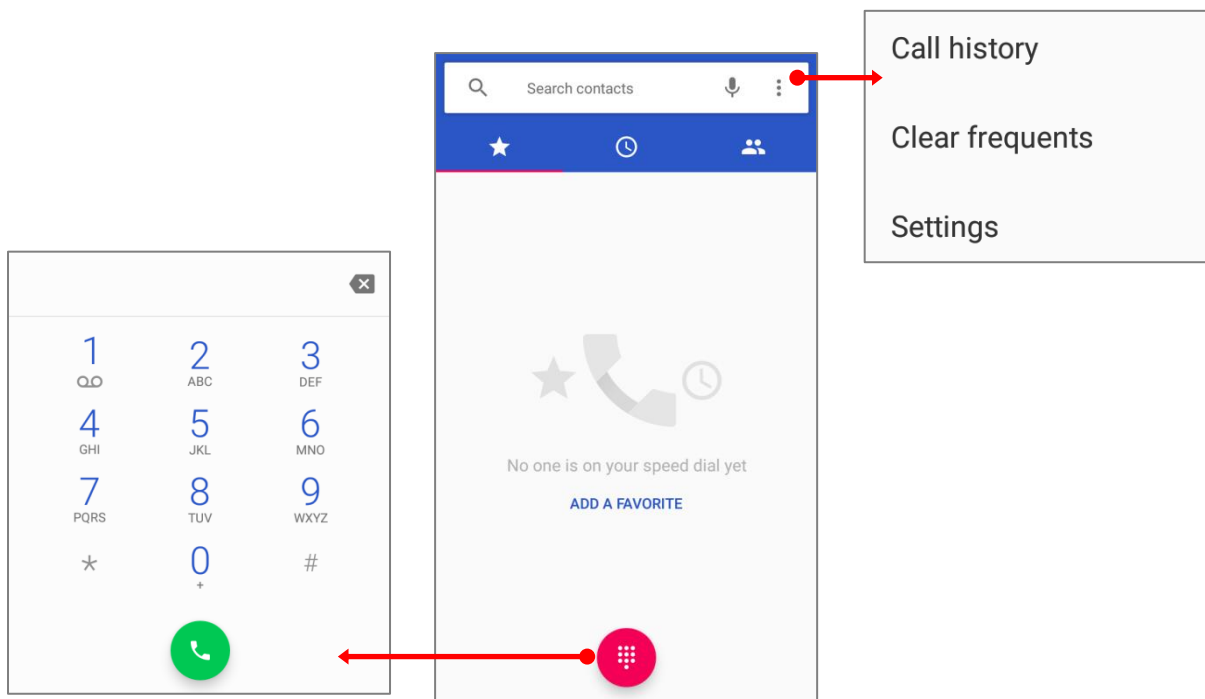 Call history
Clear frequents
Settings
Search contacts
No one is on your speed dial yet
ADD A FAVORITE
1 2 3
ABC DEF
4 5 6
GHI JKL MNO
7 8 9
PQRS TUV WXYZ
* 0 #
+